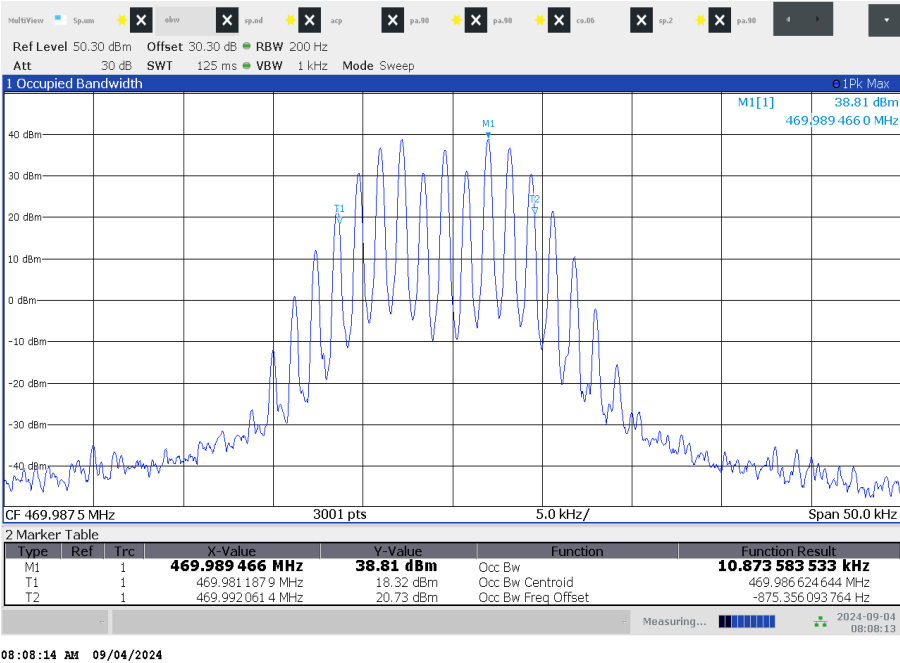 MultiView Sp.um obw sp.nd acp pa.90 pa.90 co.06 sp.2 pa.90
Ref Level 50.30 dBm Offset 30.30 dB RBW 200 Hz
Att 30 dB SWT 125 ms VBW 1 kHz Mode Sweep
1 Occupied Bandwidth 1Pk Max
M1[1] 38.81 dBm
469.989 466 0 MHz
M1
40 dBm
30 dBm
T1
T2
20 dBm
10 dBm
0 dBm
-10 dBm
-20 dBm
-30 dBm
-40 dBm
CF 469.987 5 MHz 3001 pts 5.0 kHz/ Span 50.0 kHz
2 Marker Table
Type Ref Trc X-Value Y-Value Function Function Result
M1 1 469.989 466 MHz 38.81 dBm Occ Bw 10.873 583 533 kHz
T1 1 469.981 187 9 MHz 18.32 dBm Occ Bw Centroid 469.986 624 644 MHz
T2 1 469.992 061 4 MHz 20.73 dBm Occ Bw Freq Offset -875.356 093 764 Hz
Measuring... 2024-09-04
08:08:13
08:08:14 AM 09/04/2024